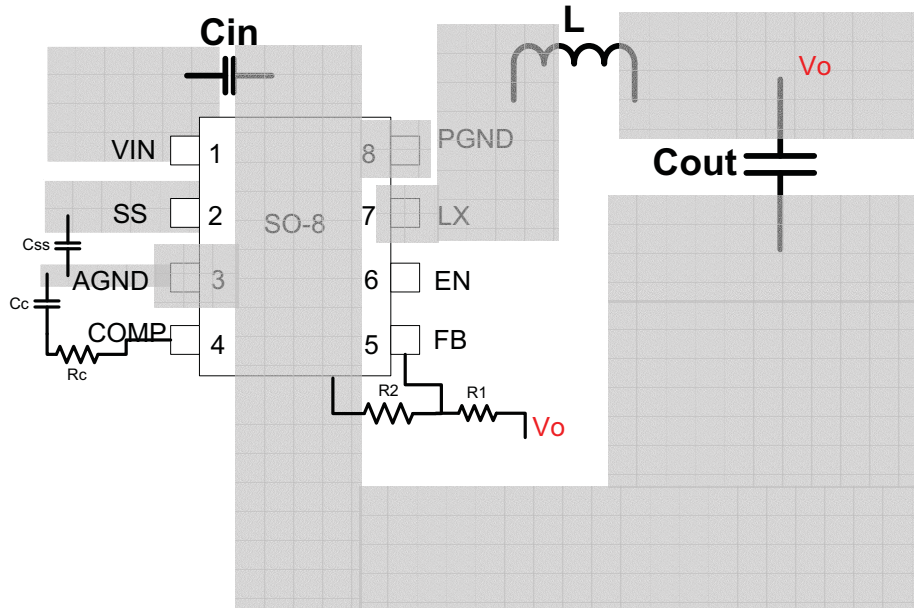 L
Cin
Vo
Cout
VIN 1 8 PGND
SS 2 SO-8 7 LX
Css
AGND 3 6 EN
Cc
COMP 4 5 FB
Rc
R2 R1
Vo